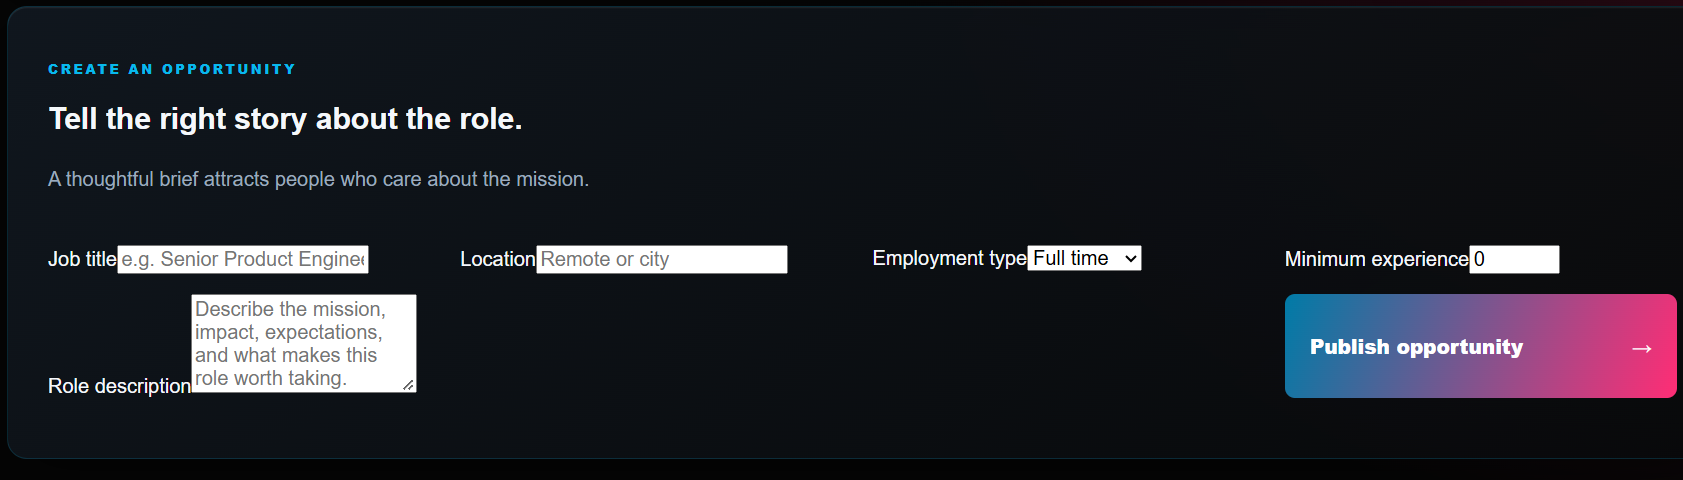 CREATE AN OPPORTUNITY
Tell the right story about the role.
A thoughtful brief attracts people who care about the mission.
Job title e.g. Senior Product Enginee
Location Remote or city
Employment type Full time
Minimum experience 0
Role description
Describe the mission,
impact, expectations,
and what makes this
role worth taking.
Publish opportunity →